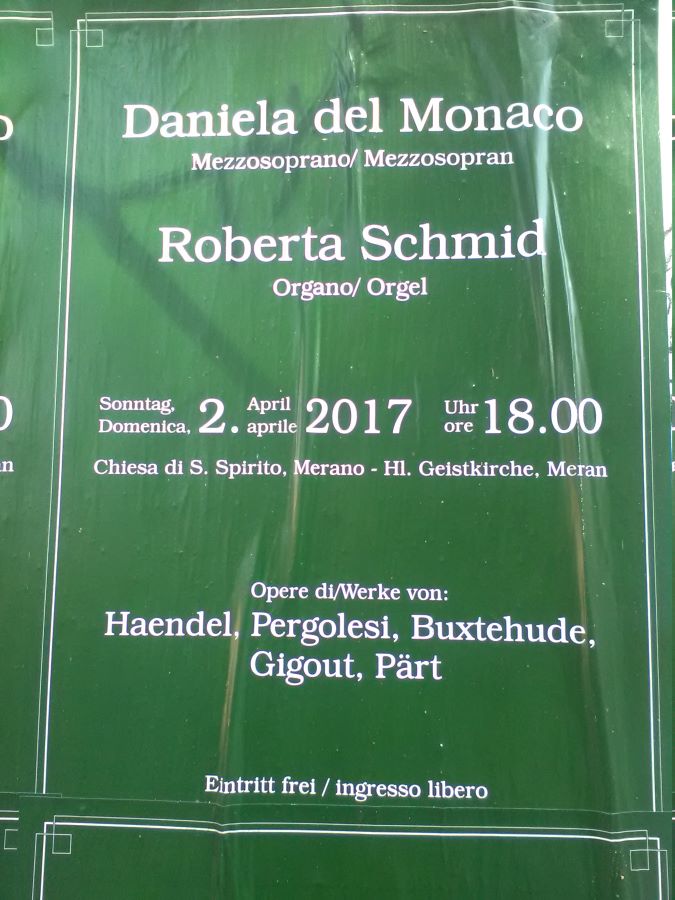 Daniela del Monaco
Mezzosoprano/ Mezzosopran
Roberta Schmid
Organo/ Orgel
Sonntag, 2. April 2017 Uhr 18.00
Domenica, aprile ore
Chiesa di S. Spirito, Merano - Hl. Geistkirche, Meran
Opere di/Werke von:
Haendel, Pergolesi, Buxtehude,
Gigout, Pärt
Eintritt frei / ingresso libero